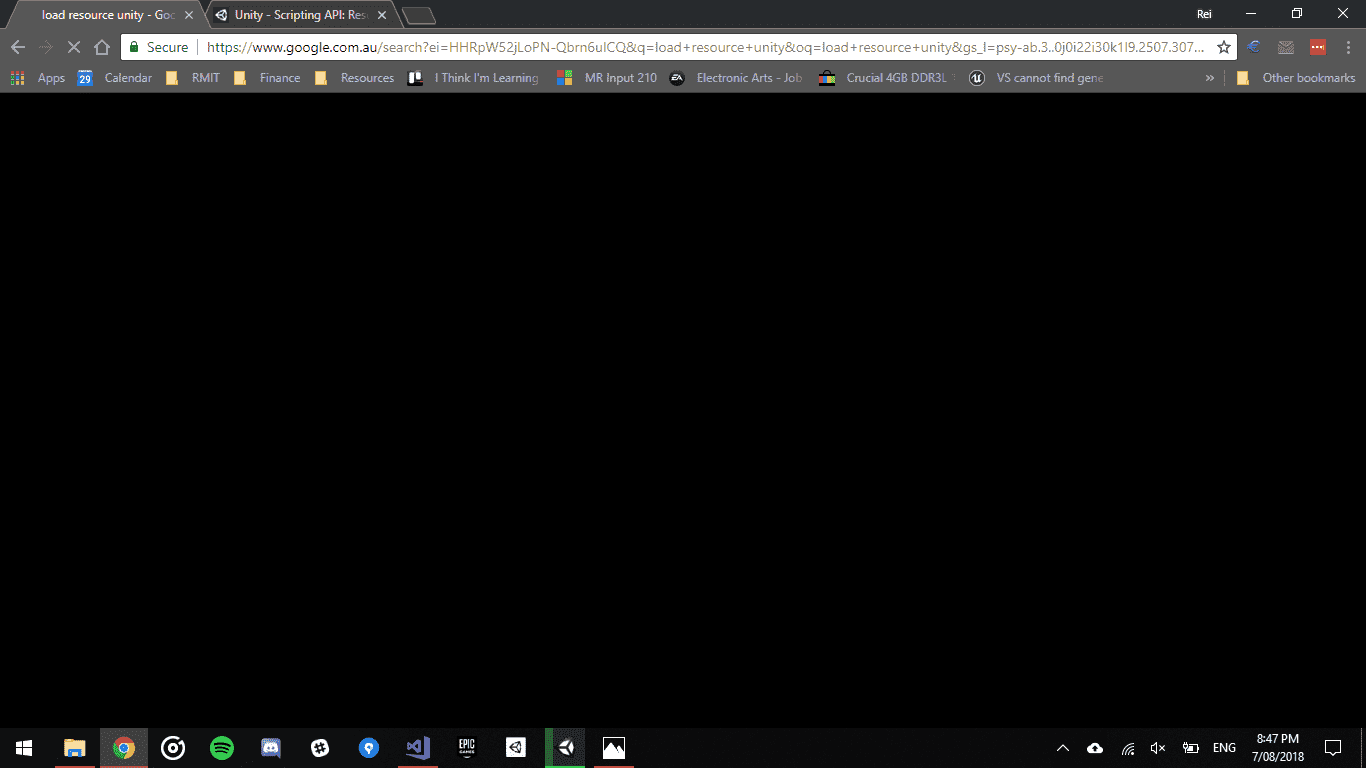 load resource unity - Goo
Unity - Scripting API: Res
Rei
Secure
https://www.google.com.au/search?ei=HHRpW52jLoPN-Qbrn6uICQ&q=load+resource+unity&oq=load+resource+unity&gs_l=psy-ab.3..0j0i22i30k1l9.2507.307...
Apps
29
Calendar
RMIT
Finance
Resources
I Think I'm Learning
MR Input 210
EA
Electronic Arts - Job
Crucial 4GB DDR3L
VS cannot find gene
»
Other bookmarks
EPIC
GAMES
ENG
8:47 PM
7/08/2018